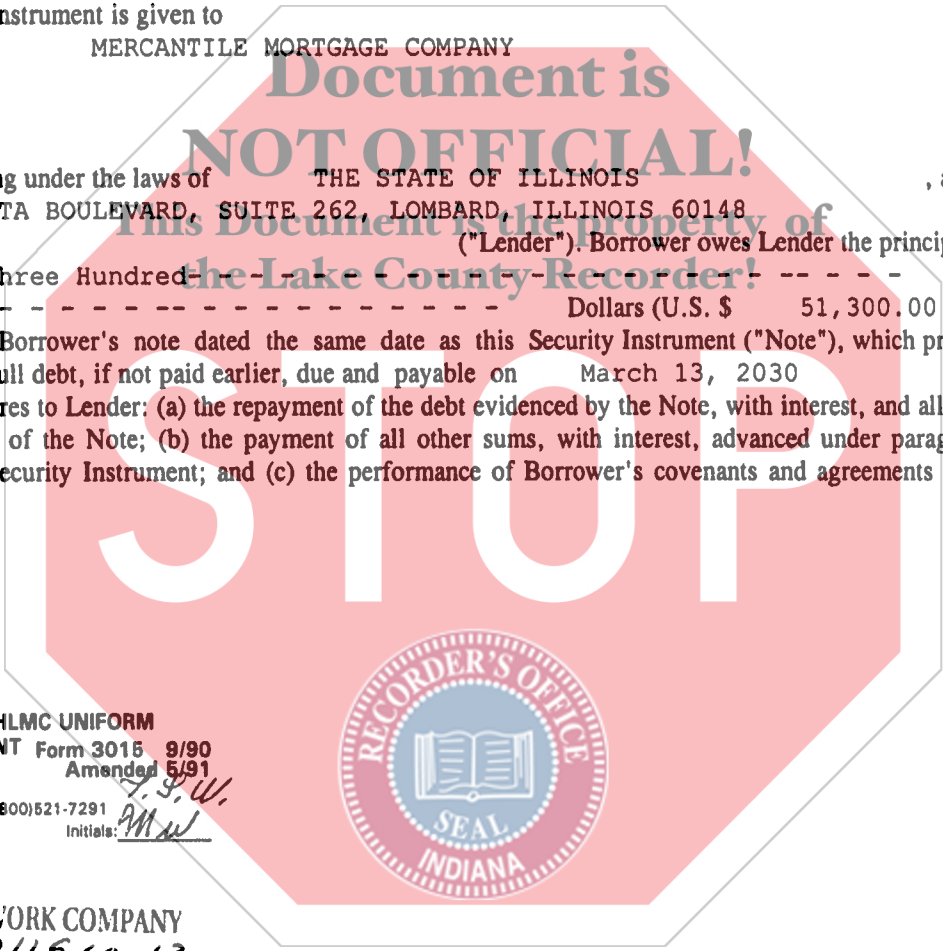 nstrument is given to
MERCANTILE MORTGAGE COMPANY
Document is
NOT OFFICIAL!
g under the laws of THE STATE OF ILLINOIS ,
TA BOULEVARD, SUITE 262, LOMBARD, ILLINOIS 60148
This Document is the property of
("Lender"). Borrower owes Lender the princip
hree Hundred- - - - - - - - - - - - - - - - - - - - - - - - - - - -
the Lake County Recorder!
- - - - - - - - - - - - - - - - - - Dollars (U.S. $ 51,300.00
Borrower's note dated the same date as this Security Instrument ("Note"), which pr
ull debt, if not paid earlier, due and payable on March 13, 2030
res to Lender: (a) the repayment of the debt evidenced by the Note, with interest, and all
of the Note; (b) the payment of all other sums, with interest, advanced under parag
ecurity Instrument; and (c) the performance of Borrower's covenants and agreements
STOP
RECORDER'S OFFICE
SEAL
INDIANA
HLMC UNIFORM
NT Form 3015 9/90
Amended 5/91
T.S.W.
800)521-7291
Initials: MW
WORK COMPANY